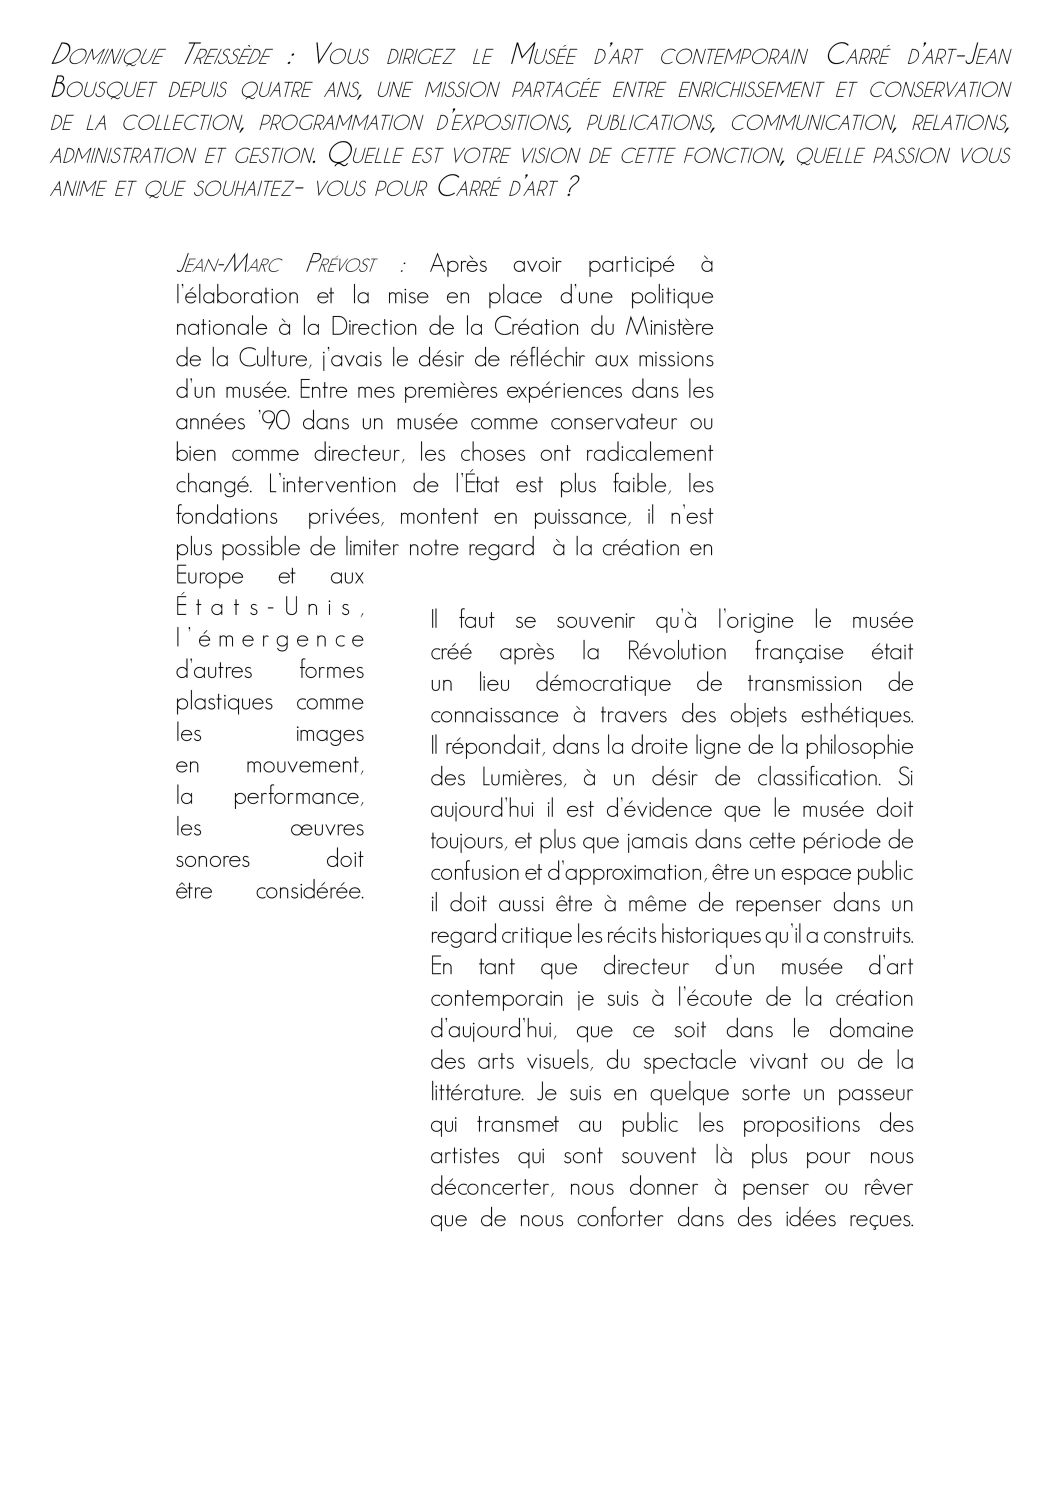 Dominique Treissède : Vous dirigez le Musée d'art contemporain Carré d'art-Jean
Bousquet depuis quatre ans, une mission partagée entre enrichissement et conservation
de la collection, programmation d'expositions, publications, communication, relations,
administration et gestion. Quelle est votre vision de cette fonction, quelle passion vous
anime et que souhaitez- vous pour Carré d'art ?
Jean-Marc Prévost : Après avoir participé à
l'élaboration et la mise en place d'une politique
nationale à la Direction de la Création du Ministère
de la Culture, j'avais le désir de réfléchir aux missions
d'un musée. Entre mes premières expériences dans les
années '90 dans un musée comme conservateur ou
bien comme directeur, les choses ont radicalement
changé. L'intervention de l'État est plus faible, les
fondations privées, montent en puissance, il n'est
plus possible de limiter notre regard à la création en
Europe et aux
États-Unis,
l'émergence
d'autres formes
plastiques comme
les images
en mouvement,
la performance,
les œuvres
sonores doit
être considérée.
Il faut se souvenir qu'à l'origine le musée
créé après la Révolution française était
un lieu démocratique de transmission de
connaissance à travers des objets esthétiques.
Il répondait, dans la droite ligne de la philosophie
des Lumières, à un désir de classification. Si
aujourd'hui il est d'évidence que le musée doit
toujours, et plus que jamais dans cette période de
confusion et d'approximation, être un espace public
il doit aussi être à même de repenser dans un
regard critique les récits historiques qu'il a construits.
En tant que directeur d'un musée d'art
contemporain je suis à l'écoute de la création
d'aujourd'hui, que ce soit dans le domaine
des arts visuels, du spectacle vivant ou de la
littérature. Je suis en quelque sorte un passeur
qui transmet au public les propositions des
artistes qui sont souvent là plus pour nous
déconcerter, nous donner à penser ou rêver
que de nous conforter dans des idées reçues.